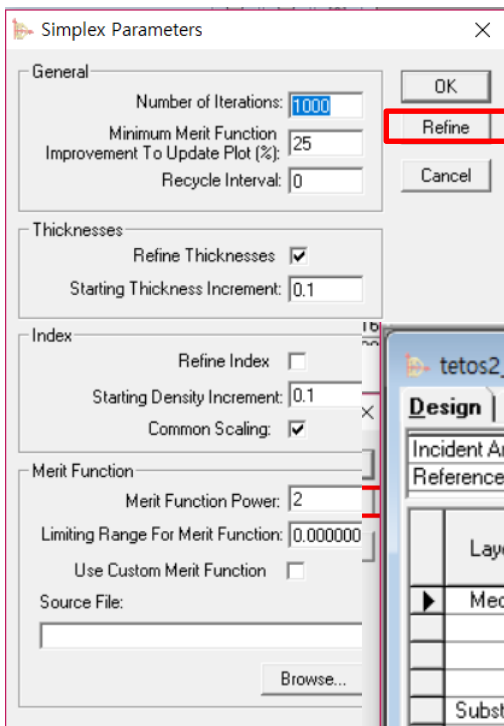 Simplex Parameters
General
Number of Iterations: 1000
Minimum Merit Function
Improvement To Update Plot (%): 25
Recycle Interval: 0
OK
Refine
Cancel
Thicknesses
Refine Thicknesses
Starting Thickness Increment: 0.1
Index
Refine Index
Starting Density Increment: 0.1
Common Scaling:
Merit Function
Merit Function Power: 2
Limiting Range For Merit Function: 0.000000
Use Custom Merit Function
Source File:
Browse...
tetos2_
Design
Incident A
Reference
Lay
Med
Subst